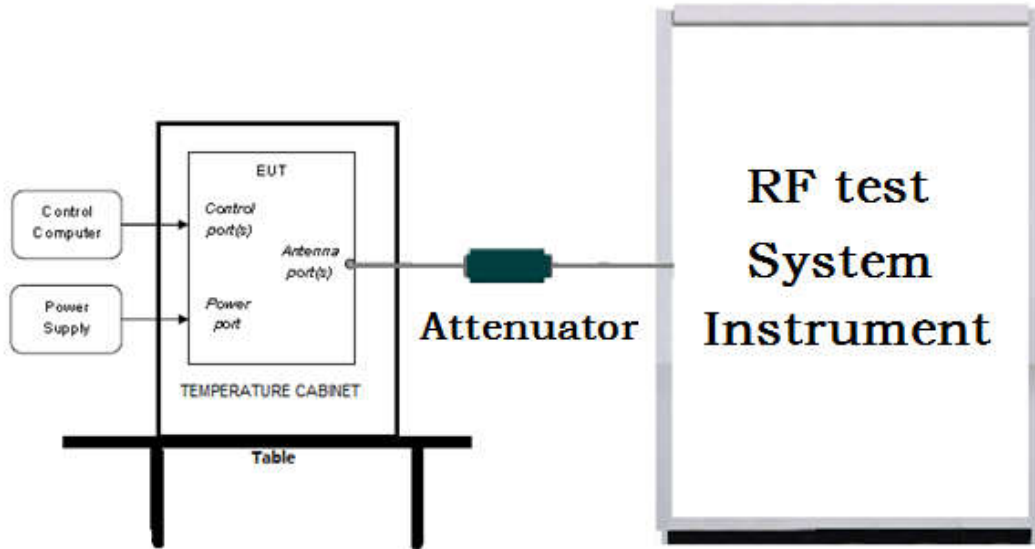 EUT
Control
Computer
Control
port(s)
Antenna
port(s)
Power
Supply
Power
port
TEMPERATURE CABINET
Table
Attenuator
RF test
System
Instrument